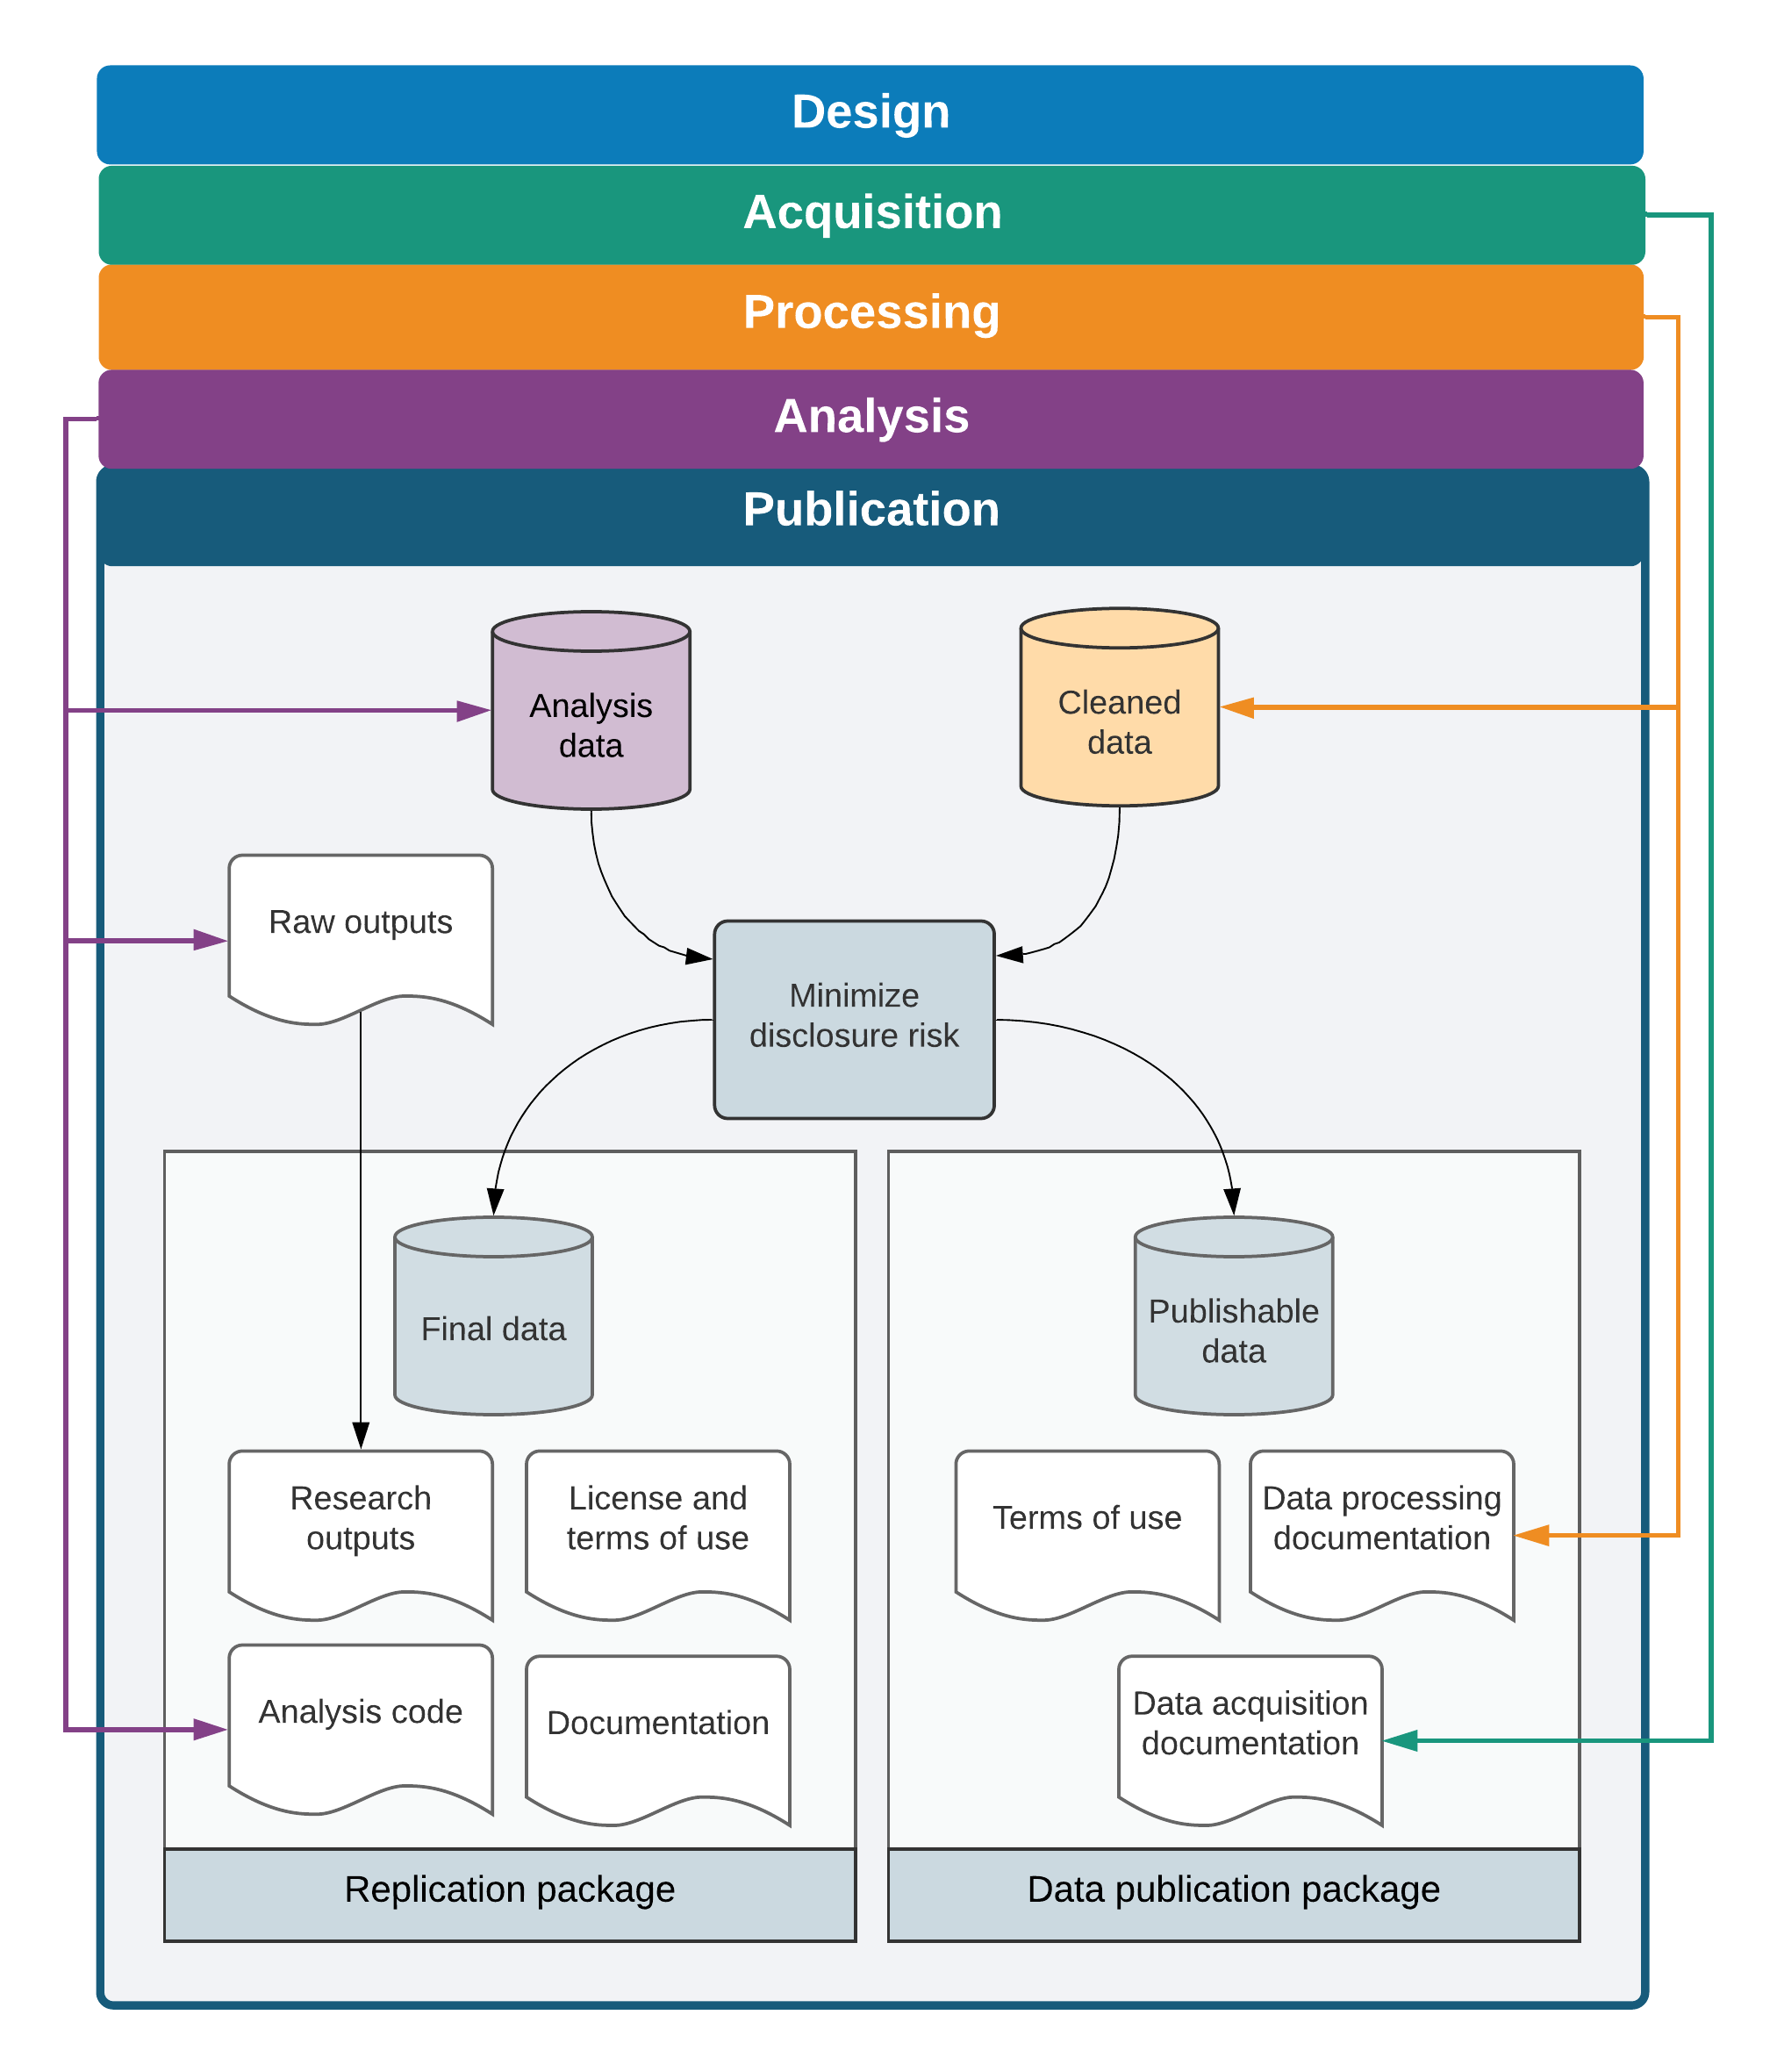 Design
Acquisition
Processing
Analysis
Publication
Analysis
data
Cleaned
data
Raw outputs
Minimize
disclosure risk
Final data
Publishable
data
Research
outputs
License and
terms of use
Terms of use
Data processing
documentation
Analysis code
Documentation
Data acquisition
documentation
Replication package
Data publication package